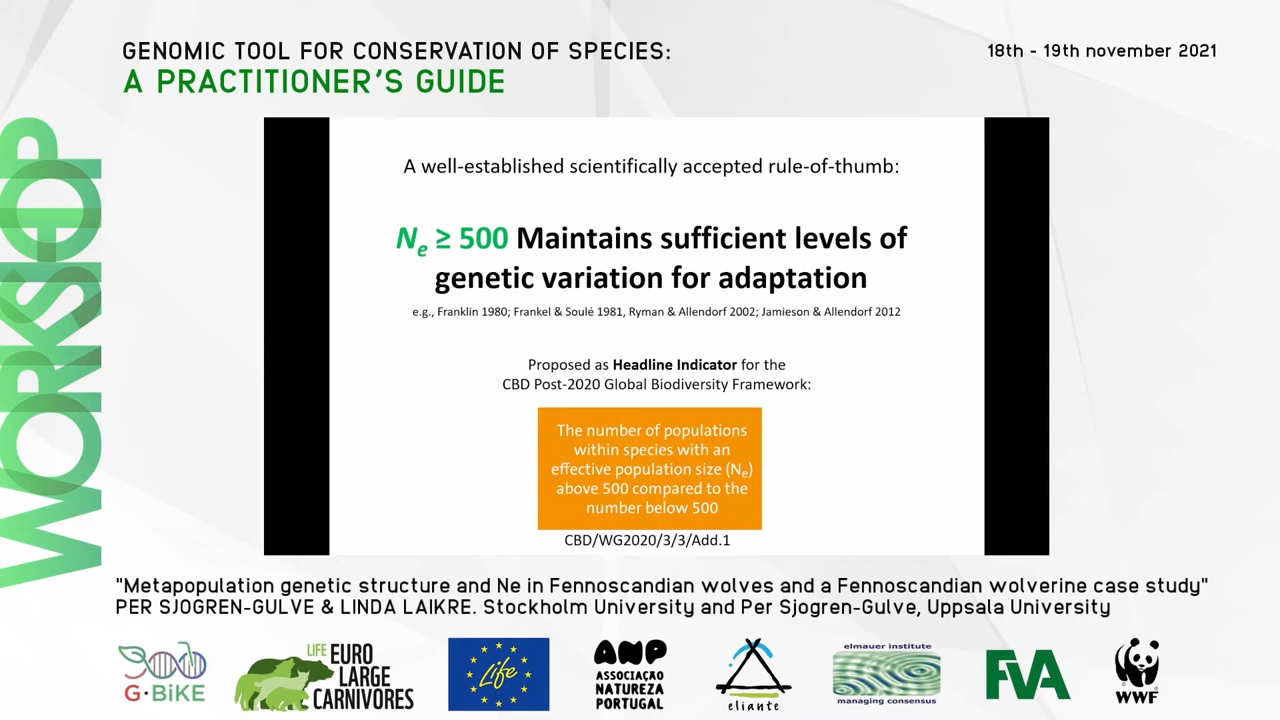 GENOMIC TOOL FOR CONSERVATION OF SPECIES:
A PRACTITIONER'S GUIDE
18th - 19th november 2021
WORKSHOP
A well-established scientifically accepted rule-of-thumb:
Ne ≥ 500 Maintains sufficient levels of
genetic variation for adaptation
e.g., Franklin 1980; Frankel & Soulé 1981, Ryman & Allendorf 2002; Jamieson & Allendorf 2012
Proposed as Headline Indicator for the
CBD Post-2020 Global Biodiversity Framework:
The number of populations
within species with an
effective population size (Ne)
above 500 compared to the
number below 500
CBD/WG2020/3/3/Add.1
"Metapopulation genetic structure and Ne in Fennoscandian wolves and a Fennoscandian wolverine case study"
PER SJOGREN-GULVE & LINDA LAIKRE. Stockholm University and Per Sjogren-Gulve, Uppsala University
G·BiKE
LIFE EURO
LARGE
CARNIVORES
Life
ANP
ASSOCIAÇÃO
NATUREZA
PORTUGAL
eliante
elmauer institute
managing consensus
FVA
WWF